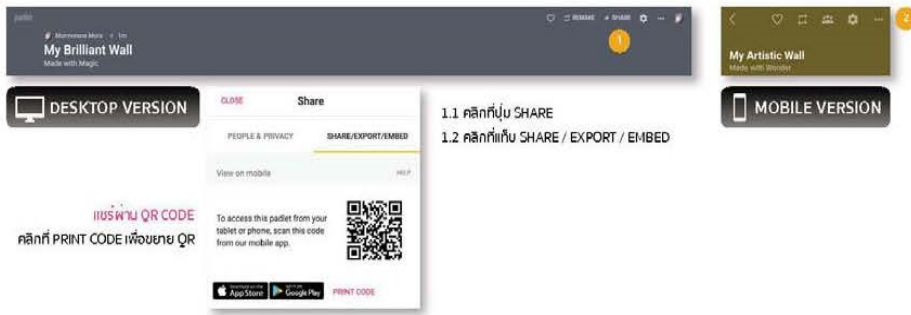 padlet
REMAKE
SHARE
Mormorano Mora + 1m
My Brilliant Wall
Made with Magic
1
2
My Artistic Wall
Made with Wonder
DESKTOP VERSION
MOBILE VERSION
CLOSE Share
PEOPLE & PRIVACY SHARE/EXPORT/EMBED
View on mobile HELP
To access this padlet from your
tablet or phone, scan this code
from our mobile app.
App Store
Google Play
PRINT CODE
1.1 คลิกที่ปุ่ม SHARE
1.2 คลิกที่แท็บ SHARE / EXPORT / EMBED
แชร์ผ่าน QR CODE
คลิกที่ PRINT CODE เพื่อขยาย QR